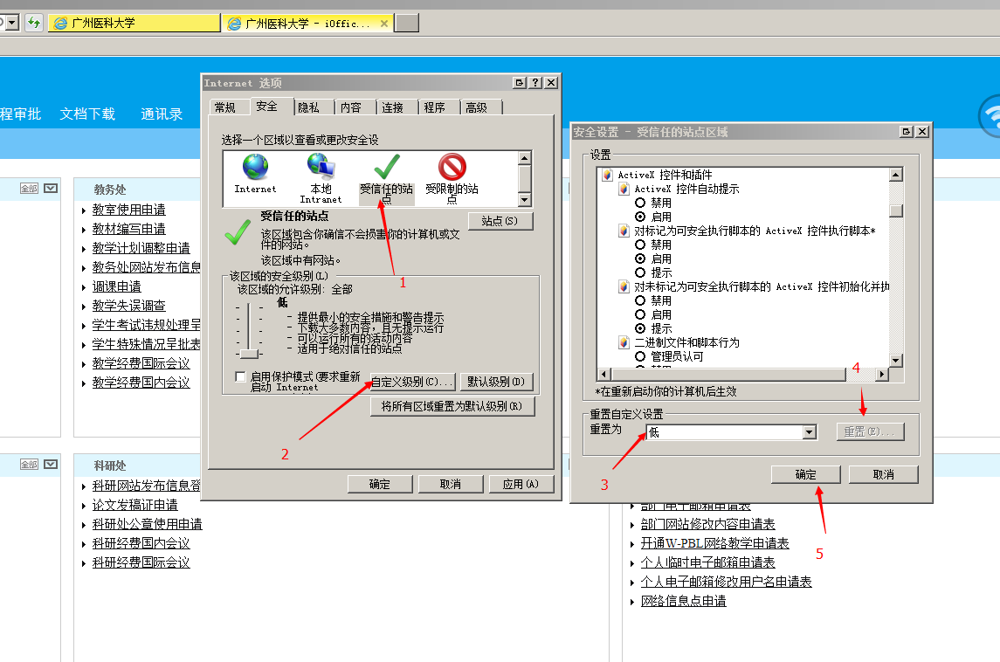 广州医科大学
广州医科大学 - iOffic...
程审批
文档下载
通讯录
全部
教务处
教室使用申请
教材编写申请
教学计划调整申请
教务处网站发布信息
调课申请
教学失误调查
学生考试违规处理呈
学生特殊情况呈批表
教学经费国际会议
教学经费国内会议
全部
科研处
科研网站发布信息登
论文发稿证申请
科研处公章使用申请
科研经费国内会议
科研经费国际会议
Internet 选项
常规
安全
隐私
内容
连接
程序
高级
选择一个区域以查看或更改安全设
Internet
本地
Intranet
受信任的站
点
受限制的站
点
受信任的站点
站点(S)
该区域包含你确信不会损害你的计算机或文
件的网站。
该区域中有网站。
1
该区域的安全级别(L)
该区域的允许级别: 全部
低
- 提供最小的安全措施和警告提示
- 下载大多数内容，且无提示运行
- 可以运行所有的活动内容
- 适用于绝对信任的站点
启用保护模式(要求重新
启动 Internet
自定义级别(C)...
默认级别(D)
将所有区域重置为默认级别(R)
2
确定
取消
应用(A)
安全设置 - 受信任的站点区域
设置
ActiveX 控件和插件
ActiveX 控件自动提示
禁用
启用
对标记为可安全执行脚本的 ActiveX 控件执行脚本*
禁用
启用
提示
对未标记为可安全执行脚本的 ActiveX 控件初始化并执
禁用
启用
提示
二进制文件和脚本行为
管理员认可
4
*在重新启动你的计算机后生效
重置自定义设置
重置为
低
重置(E)...
3
确定
取消
5
部门电子邮箱申请表
部门网站修改内容申请表
开通W-PBL网络教学申请表
个人临时电子邮箱申请表
个人电子邮箱修改用户名申请表
网络信息点申请